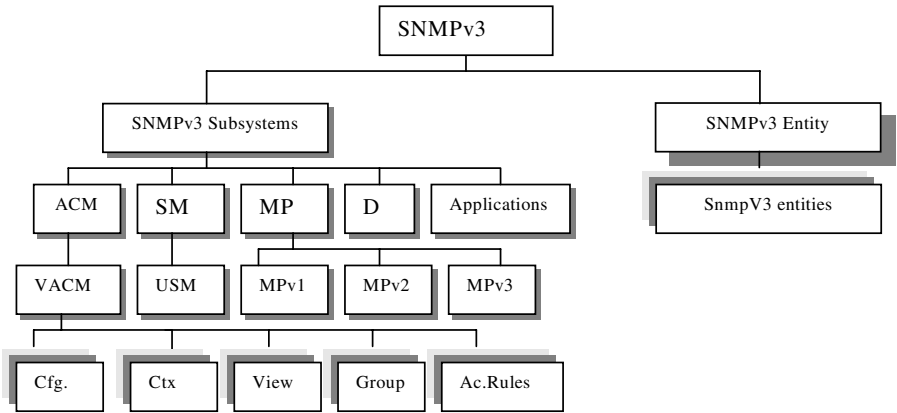 SNMPv3
SNMPv3 Subsystems
SNMPv3 Entity
ACM
SM
MP
D
Applications
SnmpV3 entities
VACM
USM
MPv1
MPv2
MPv3
Cfg.
Ctx
View
Group
Ac.Rules